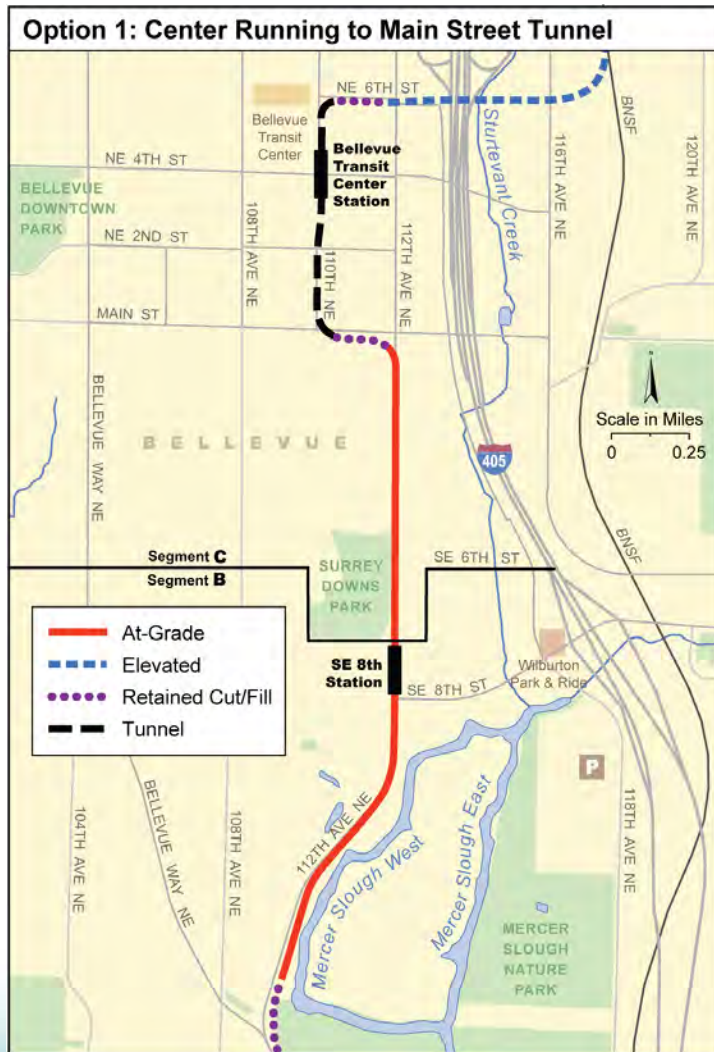 Option 1: Center Running to Main Street Tunnel
NE 6TH ST
Bellevue
Transit
Center
Bellevue
Transit
Center
Station
NE 4TH ST
BELLEVUE
DOWNTOWN
PARK
108TH AVE NE
NE 2ND ST
110TH NE
112TH AVE NE
Sturtevant Creek
116TH AVE NE
BNSF
120TH AVE NE
MAIN ST
BELLEVUE WAY NE
BELLEVUE
N
Scale in Miles
0 0.25
405
BNSF
Segment C
Segment B
SURREY
DOWNS
PARK
SE 6TH ST
At-Grade
Elevated
Retained Cut/Fill
Tunnel
SE 8th
Station
SE 8TH ST
Wilburton
Park & Ride
P
104TH AVE NE
BELLEVUE WAY NE
108TH AVE NE
112TH AVE NE
Mercer Slough West
Mercer Slough East
118TH AVE NE
MERCER
SLOUGH
NATURE
PARK